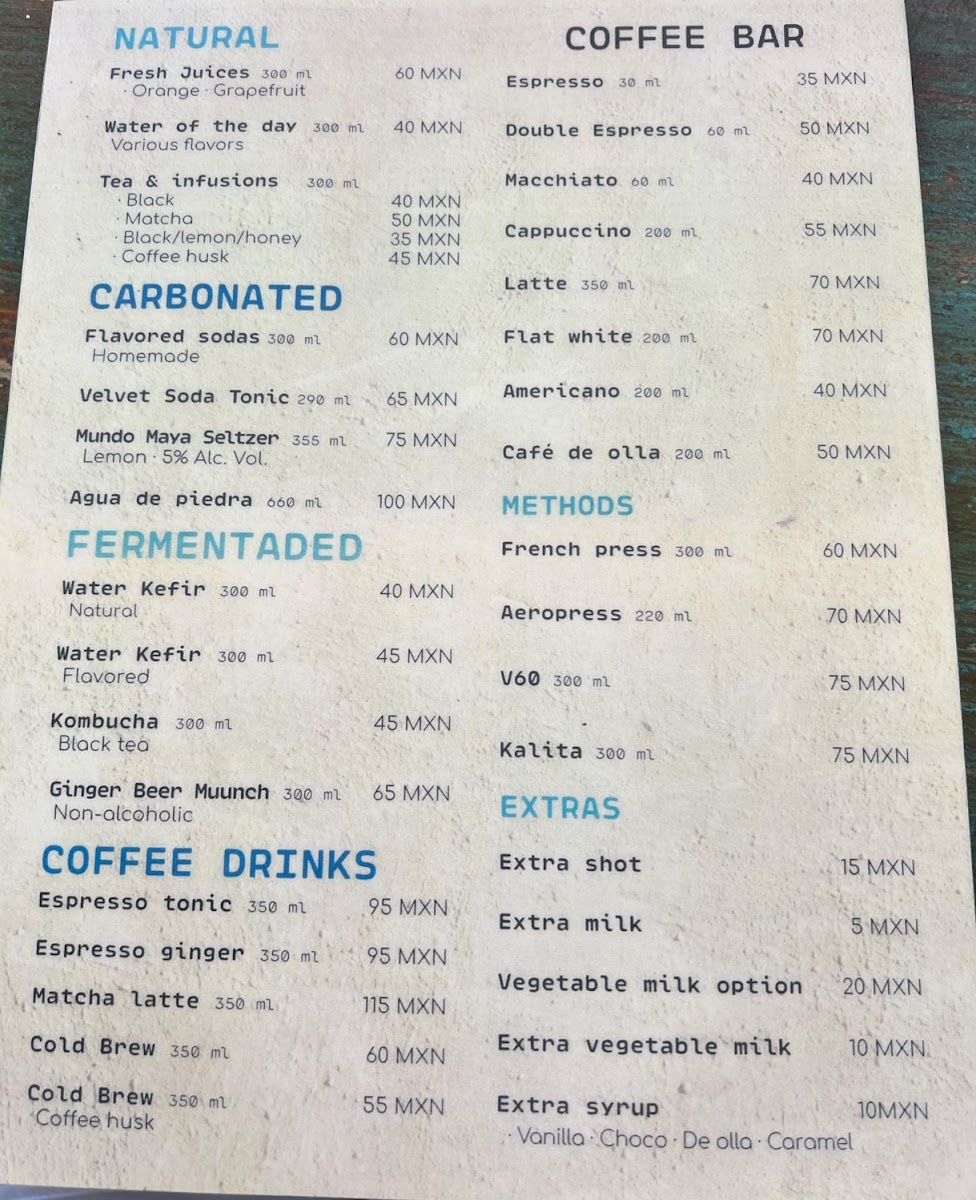 NATURAL
Fresh Juices 300 ml 60 MXN
· Orange · Grapefruit
Water of the day 300 ml 40 MXN
Various flavors
Tea & infusions 300 ml
· Black 40 MXN
· Matcha 50 MXN
· Black/lemon/honey 35 MXN
· Coffee husk 45 MXN
CARBONATED
Flavored sodas 300 ml 60 MXN
Homemade
Velvet Soda Tonic 290 ml 65 MXN
Mundo Maya Seltzer 355 ml 75 MXN
Lemon · 5% Alc. Vol.
Agua de piedra 660 ml 100 MXN
FERMENTADED
Water Kefir 300 ml 40 MXN
Natural
Water Kefir 300 ml 45 MXN
Flavored
Kombucha 300 ml 45 MXN
Black tea
Ginger Beer Muunch 300 ml 65 MXN
Non-alcoholic
COFFEE DRINKS
Espresso tonic 350 ml 95 MXN
Espresso ginger 350 ml 95 MXN
Matcha latte 350 ml 115 MXN
Cold Brew 350 ml 60 MXN
Cold Brew 350 ml 55 MXN
Coffee husk
COFFEE BAR
Espresso 30 ml 35 MXN
Double Espresso 60 ml 50 MXN
Macchiato 60 ml 40 MXN
Cappuccino 200 ml 55 MXN
Latte 350 ml 70 MXN
Flat white 200 ml 70 MXN
Americano 200 ml 40 MXN
Café de olla 200 ml 50 MXN
METHODS
French press 300 ml 60 MXN
Aeropress 220 ml 70 MXN
V60 300 ml 75 MXN
Kalita 300 ml 75 MXN
EXTRAS
Extra shot 15 MXN
Extra milk 5 MXN
Vegetable milk option 20 MXN
Extra vegetable milk 10 MXN
Extra syrup 10MXN
· Vanilla · Choco · De olla · Caramel